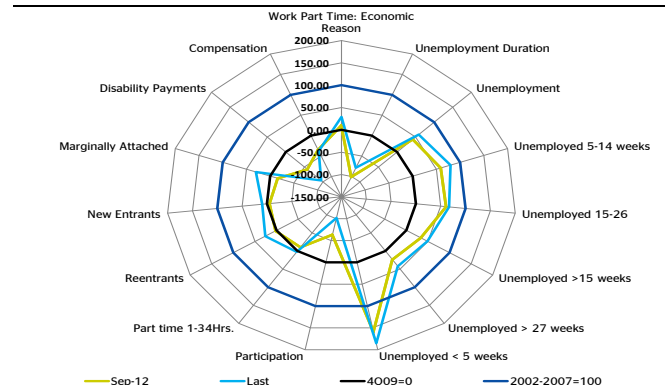 Work Part Time: Economic
Reason
Unemployment Duration
Unemployment
Unemployed 5-14 weeks
Unemployed 15-26
Unemployed >15 weeks
Unemployed > 27 weeks
Unemployed < 5 weeks
Participation
Part time 1-34Hrs.
Reentrants
New Entrants
Marginally Attached
Disability Payments
Compensation
200.00
150.00
100.00
50.00
0.00
-50.00
-100.00
-150.00
Sep-12
Last
4Q09=0
2002-2007=100